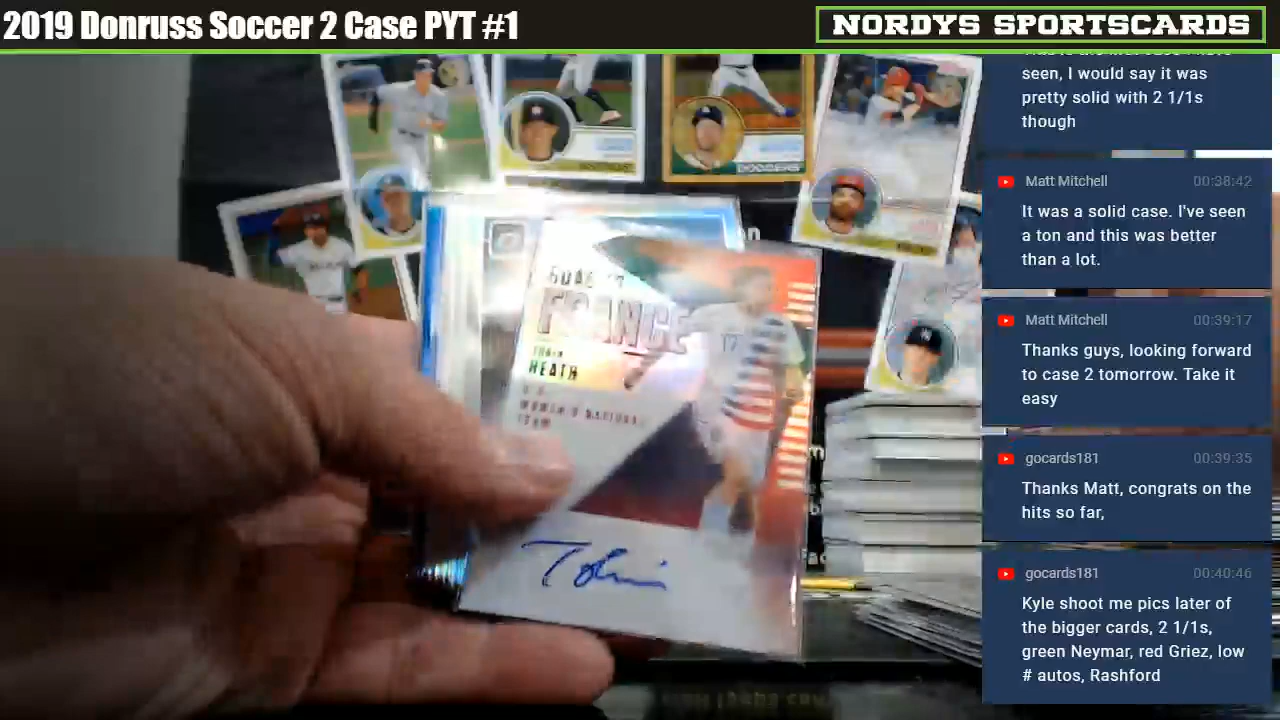 2019 Donruss Soccer 2 Case PYT #1
NORDYS SPORTSCARDS
seen, I would say it was
pretty solid with 2 1/1s
though
Matt Mitchell 00:38:42
It was a solid case. I've seen
a ton and this was better
than a lot.
Matt Mitchell 00:39:17
Thanks guys, looking forward
to case 2 tomorrow. Take it
easy
gocards181 00:39:35
Thanks Matt, congrats on the
hits so far,
gocards181 00:40:46
Kyle shoot me pics later of
the bigger cards, 2 1/1s,
green Neymar, red Griez, low
# autos, Rashford
FRANCE
HEATH
WOMEN'S NATIONAL
TEAM